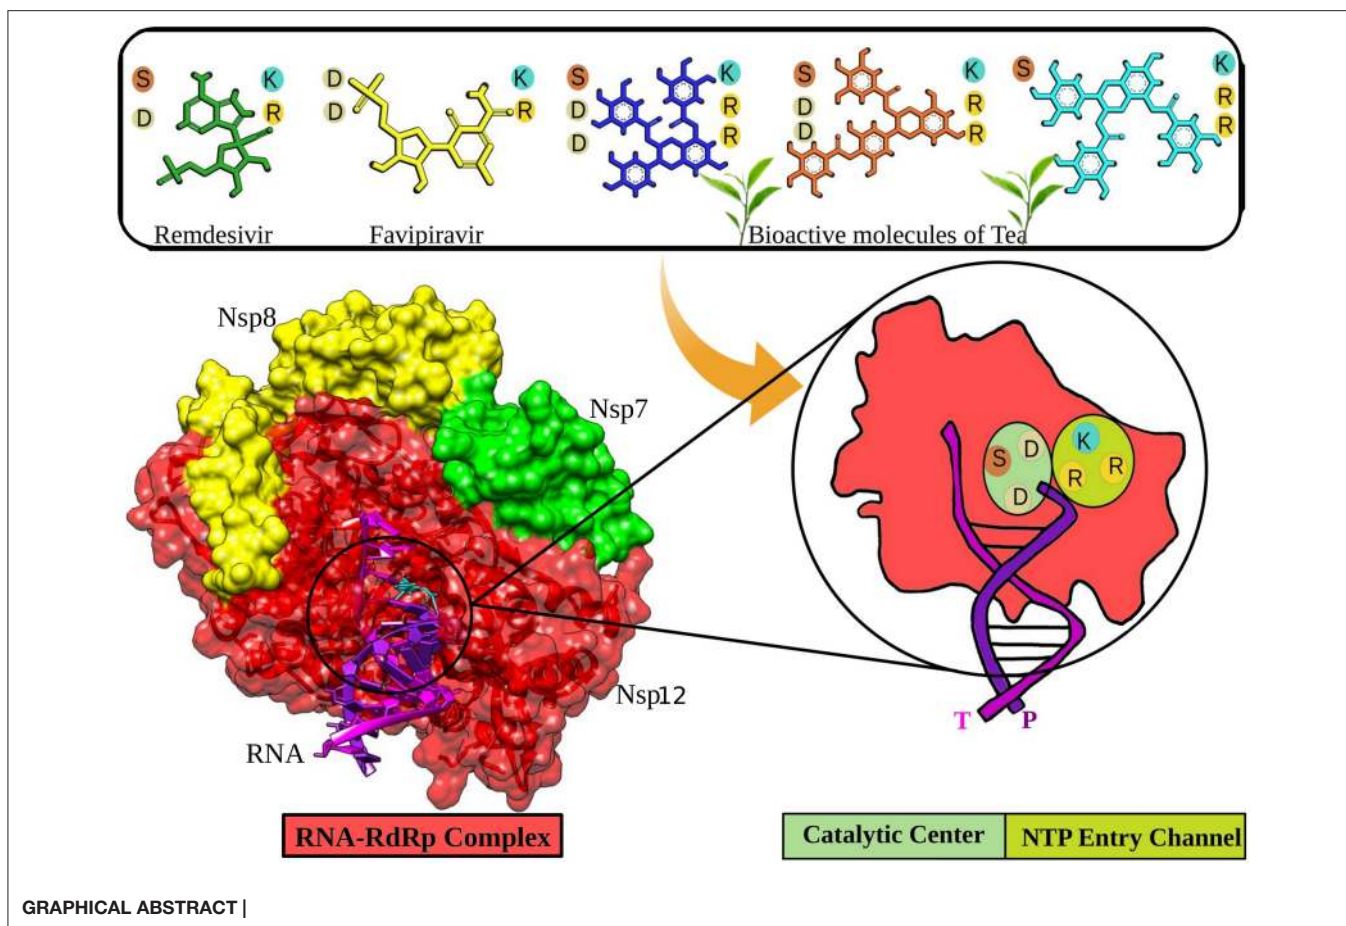 S K D K S K S K S K
D R D R D R D R R
D R D R R
Remdesivir Favipiravir Bioactive molecules of Tea
Nsp8
Nsp7
K
S D R R
D
Nsp12
RNA
T P
RNA-RdRp Complex
Catalytic Center NTP Entry Channel
GRAPHICAL ABSTRACT |